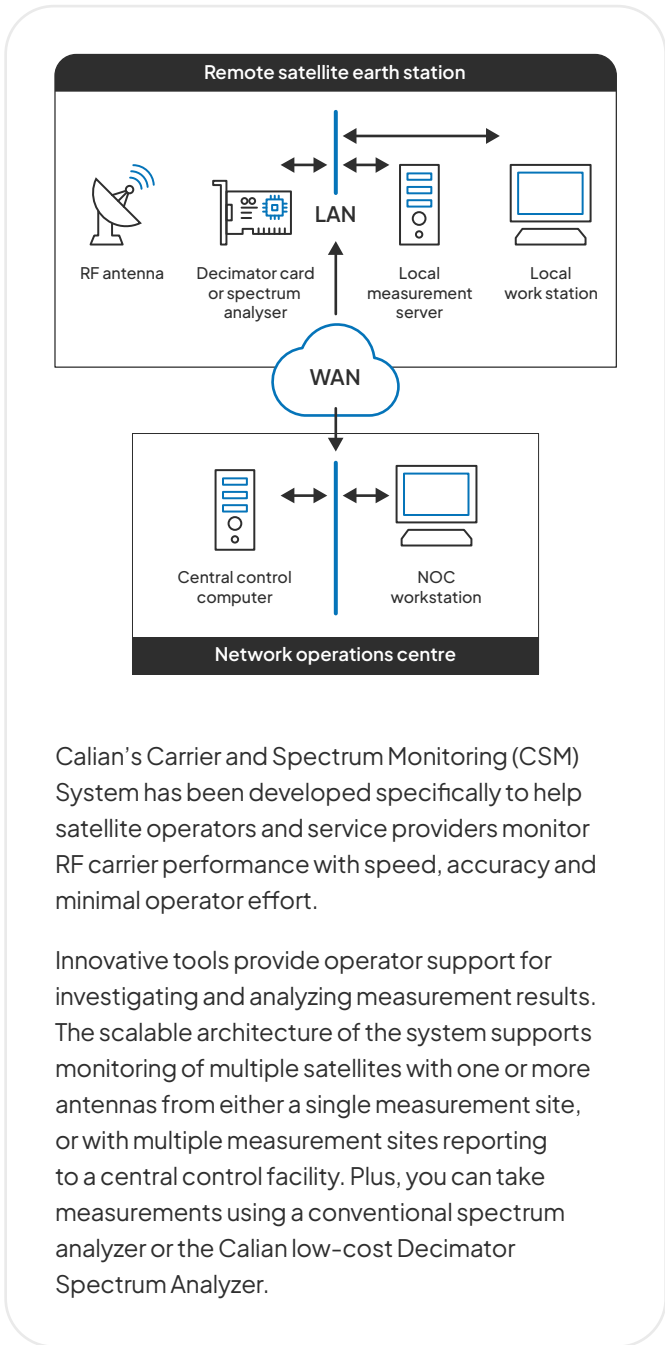 Remote satellite earth station
LAN
RF antenna
Decimator card
or spectrum
analyser
Local
measurement
server
Local
work station
WAN
Central control
computer
NOC
workstation
Network operations centre
Calian’s Carrier and Spectrum Monitoring (CSM)
System has been developed specifically to help
satellite operators and service providers monitor
RF carrier performance with speed, accuracy and
minimal operator effort.
Innovative tools provide operator support for
investigating and analyzing measurement results.
The scalable architecture of the system supports
monitoring of multiple satellites with one or more
antennas from either a single measurement site,
or with multiple measurement sites reporting
to a central control facility. Plus, you can take
measurements using a conventional spectrum
analyzer or the Calian low-cost Decimator
Spectrum Analyzer.